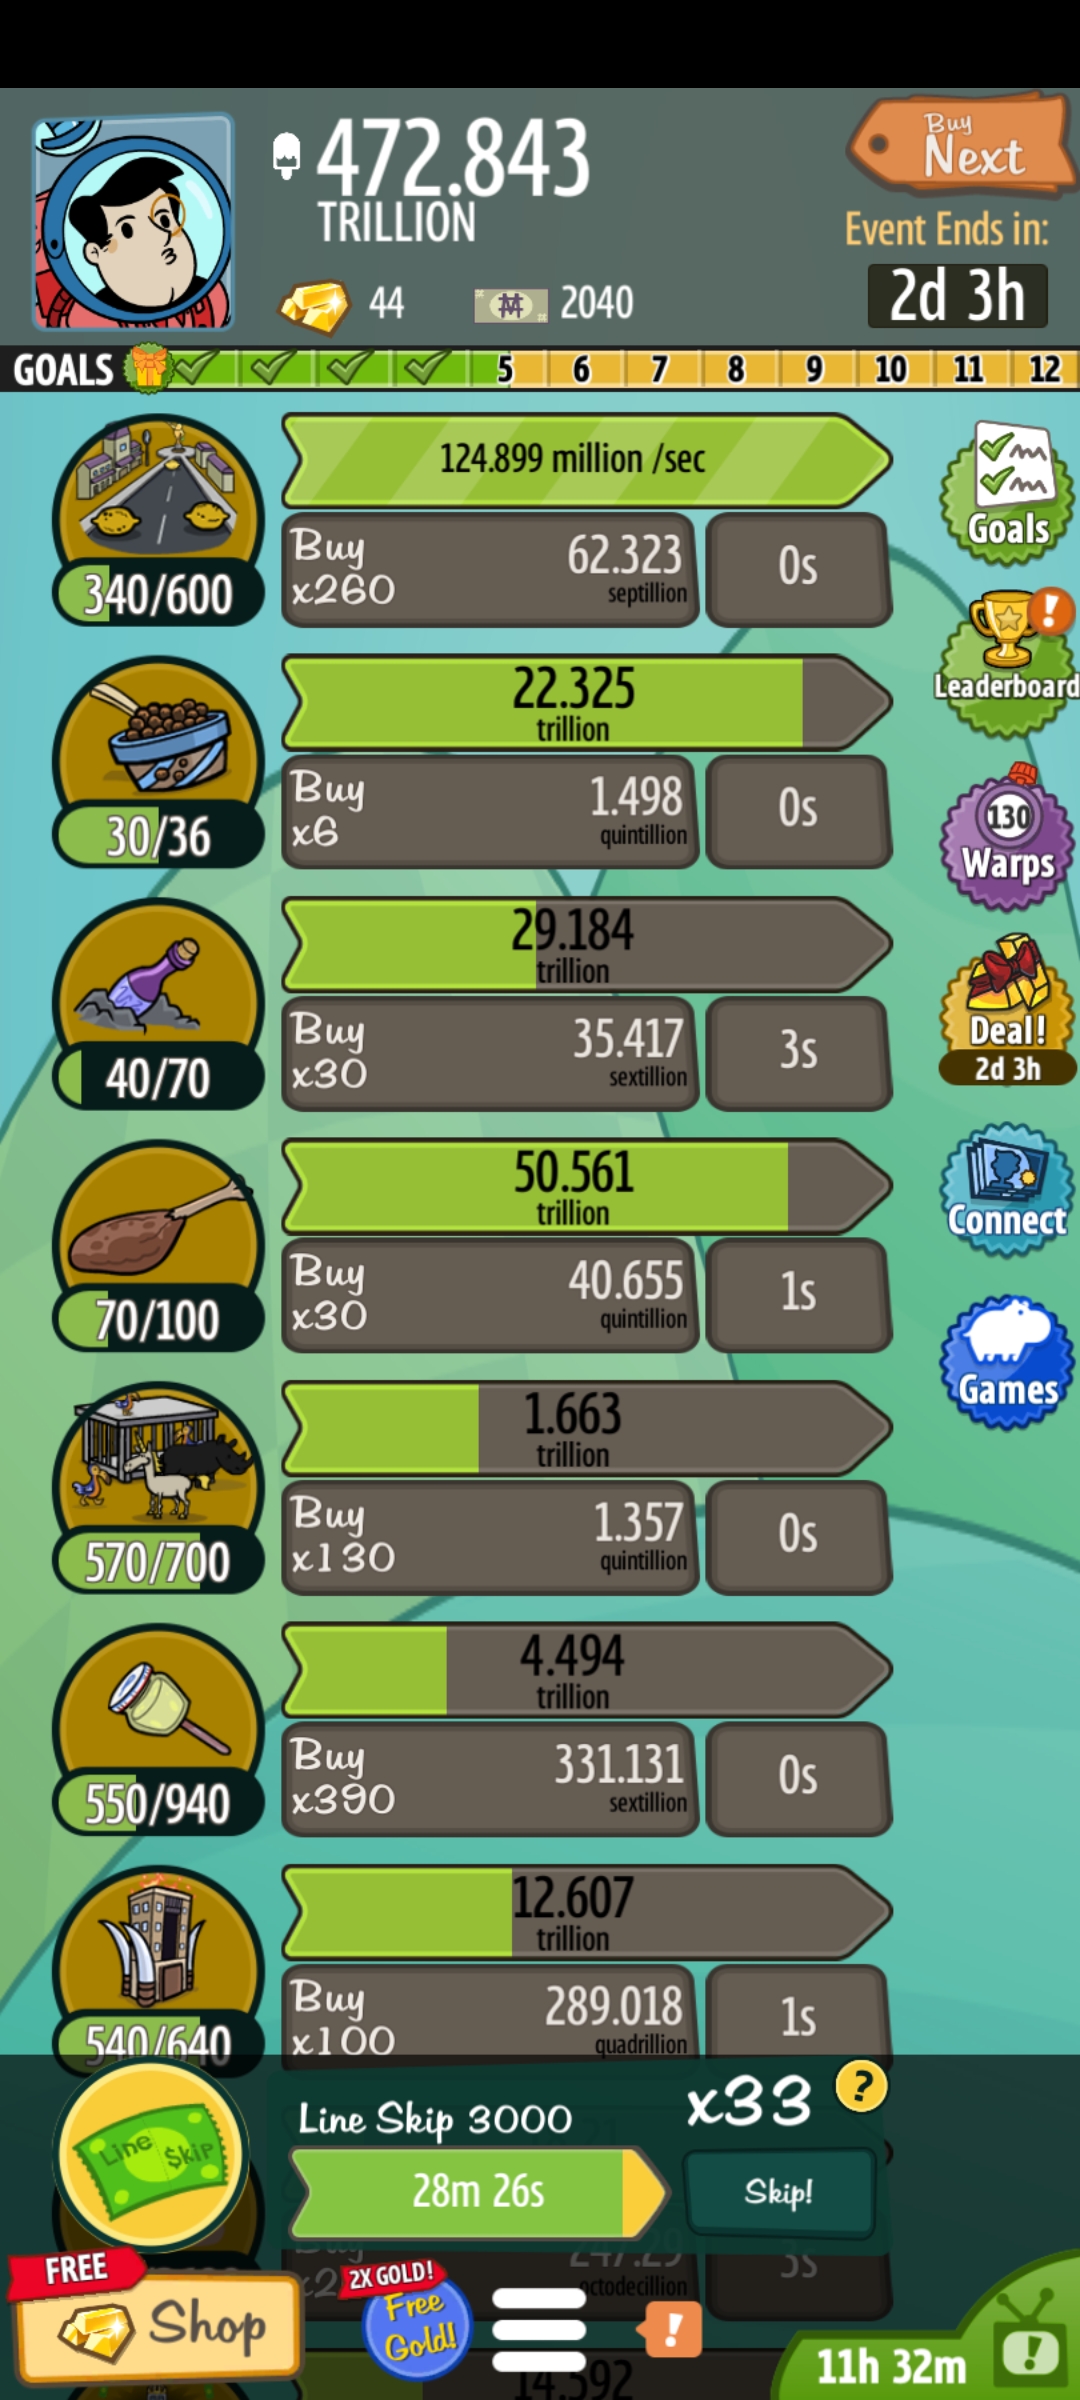 472.843
TRILLION
44
2040
Buy
Next
Event Ends in:
2d 3h
GOALS
5 6 7 8 9 10 11 12
124.899 million /sec
Buy
x260
62.323
septillion
0s
340/600
22.325
trillion
Buy
x6
1.498
quintillion
0s
30/36
29.184
trillion
Buy
x30
35.417
sextillion
3s
40/70
50.561
trillion
Buy
x30
40.655
quintillion
1s
70/100
1.663
trillion
Buy
x130
1.357
quintillion
0s
570/700
4.494
trillion
Buy
x390
331.131
sextillion
0s
550/940
12.607
trillion
Buy
x100
289.018
quadrillion
1s
540/640
Goals
Leaderboard
!
130
Warps
Deal!
2d 3h
Connect
Games
Line $kip
Line Skip 3000
x33
?
28m 26s
Skip!
Buy
247.29
octodecillion
3s
FREE
Shop
2X GOLD!
Free
Gold!
!
14.592
11h 32m
!